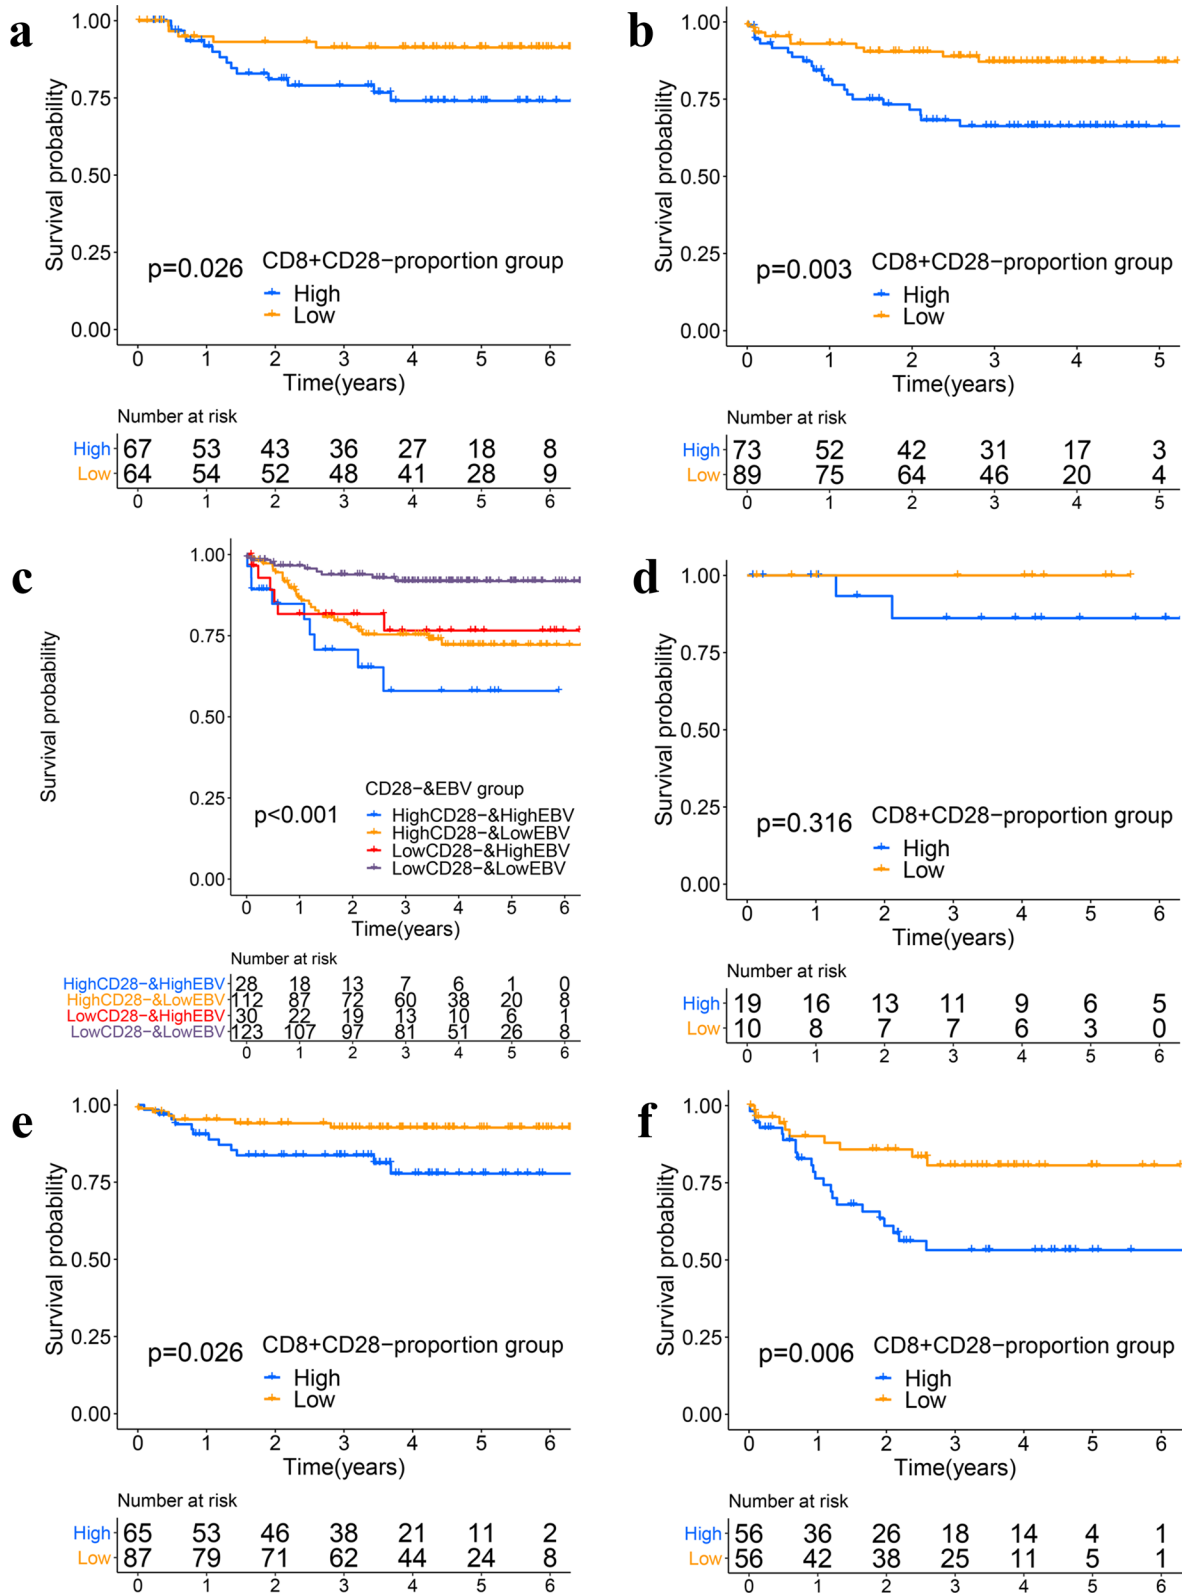 a
1.00
0.75
0.50
0.25
0.00
Survival probability
p=0.026
CD8+CD28−proportion group
High
Low
0 1 2 3 4 5 6
Time(years)
Number at risk
High 67 53 43 36 27 18 8
Low 64 54 52 48 41 28 9
0 1 2 3 4 5 6
b
1.00
0.75
0.50
0.25
0.00
Survival probability
p=0.003
CD8+CD28−proportion group
High
Low
0 1 2 3 4 5
Time(years)
Number at risk
High 73 52 42 31 17 3
Low 89 75 64 46 20 4
0 1 2 3 4 5
c
1.00
0.75
0.50
0.25
0.00
Survival probability
p<0.001
CD28−&EBV group
HighCD28−&HighEBV
HighCD28−&LowEBV
LowCD28−&HighEBV
LowCD28−&LowEBV
0 1 2 3 4 5 6
Time(years)
Number at risk
HighCD28−&HighEBV 28 18 13 7 6 1 0
HighCD28−&LowEBV 112 87 72 60 38 20 8
LowCD28−&HighEBV 30 22 19 13 10 6 1
LowCD28−&LowEBV 123 107 97 81 51 26 8
0 1 2 3 4 5 6
d
1.00
0.75
0.50
0.25
0.00
Survival probability
p=0.316
CD8+CD28−proportion group
High
Low
0 1 2 3 4 5 6
Time(years)
Number at risk
High 19 16 13 11 9 6 5
Low 10 8 7 7 6 3 0
0 1 2 3 4 5 6
e
1.00
0.75
0.50
0.25
0.00
Survival probability
p=0.026
CD8+CD28−proportion group
High
Low
0 1 2 3 4 5 6
Time(years)
Number at risk
High 65 53 46 38 21 11 2
Low 87 79 71 62 44 24 8
0 1 2 3 4 5 6
f
1.00
0.75
0.50
0.25
0.00
Survival probability
p=0.006
CD8+CD28−proportion group
High
Low
0 1 2 3 4 5 6
Time(years)
Number at risk
High 56 36 26 18 14 4 1
Low 56 42 38 25 11 5 1
0 1 2 3 4 5 6